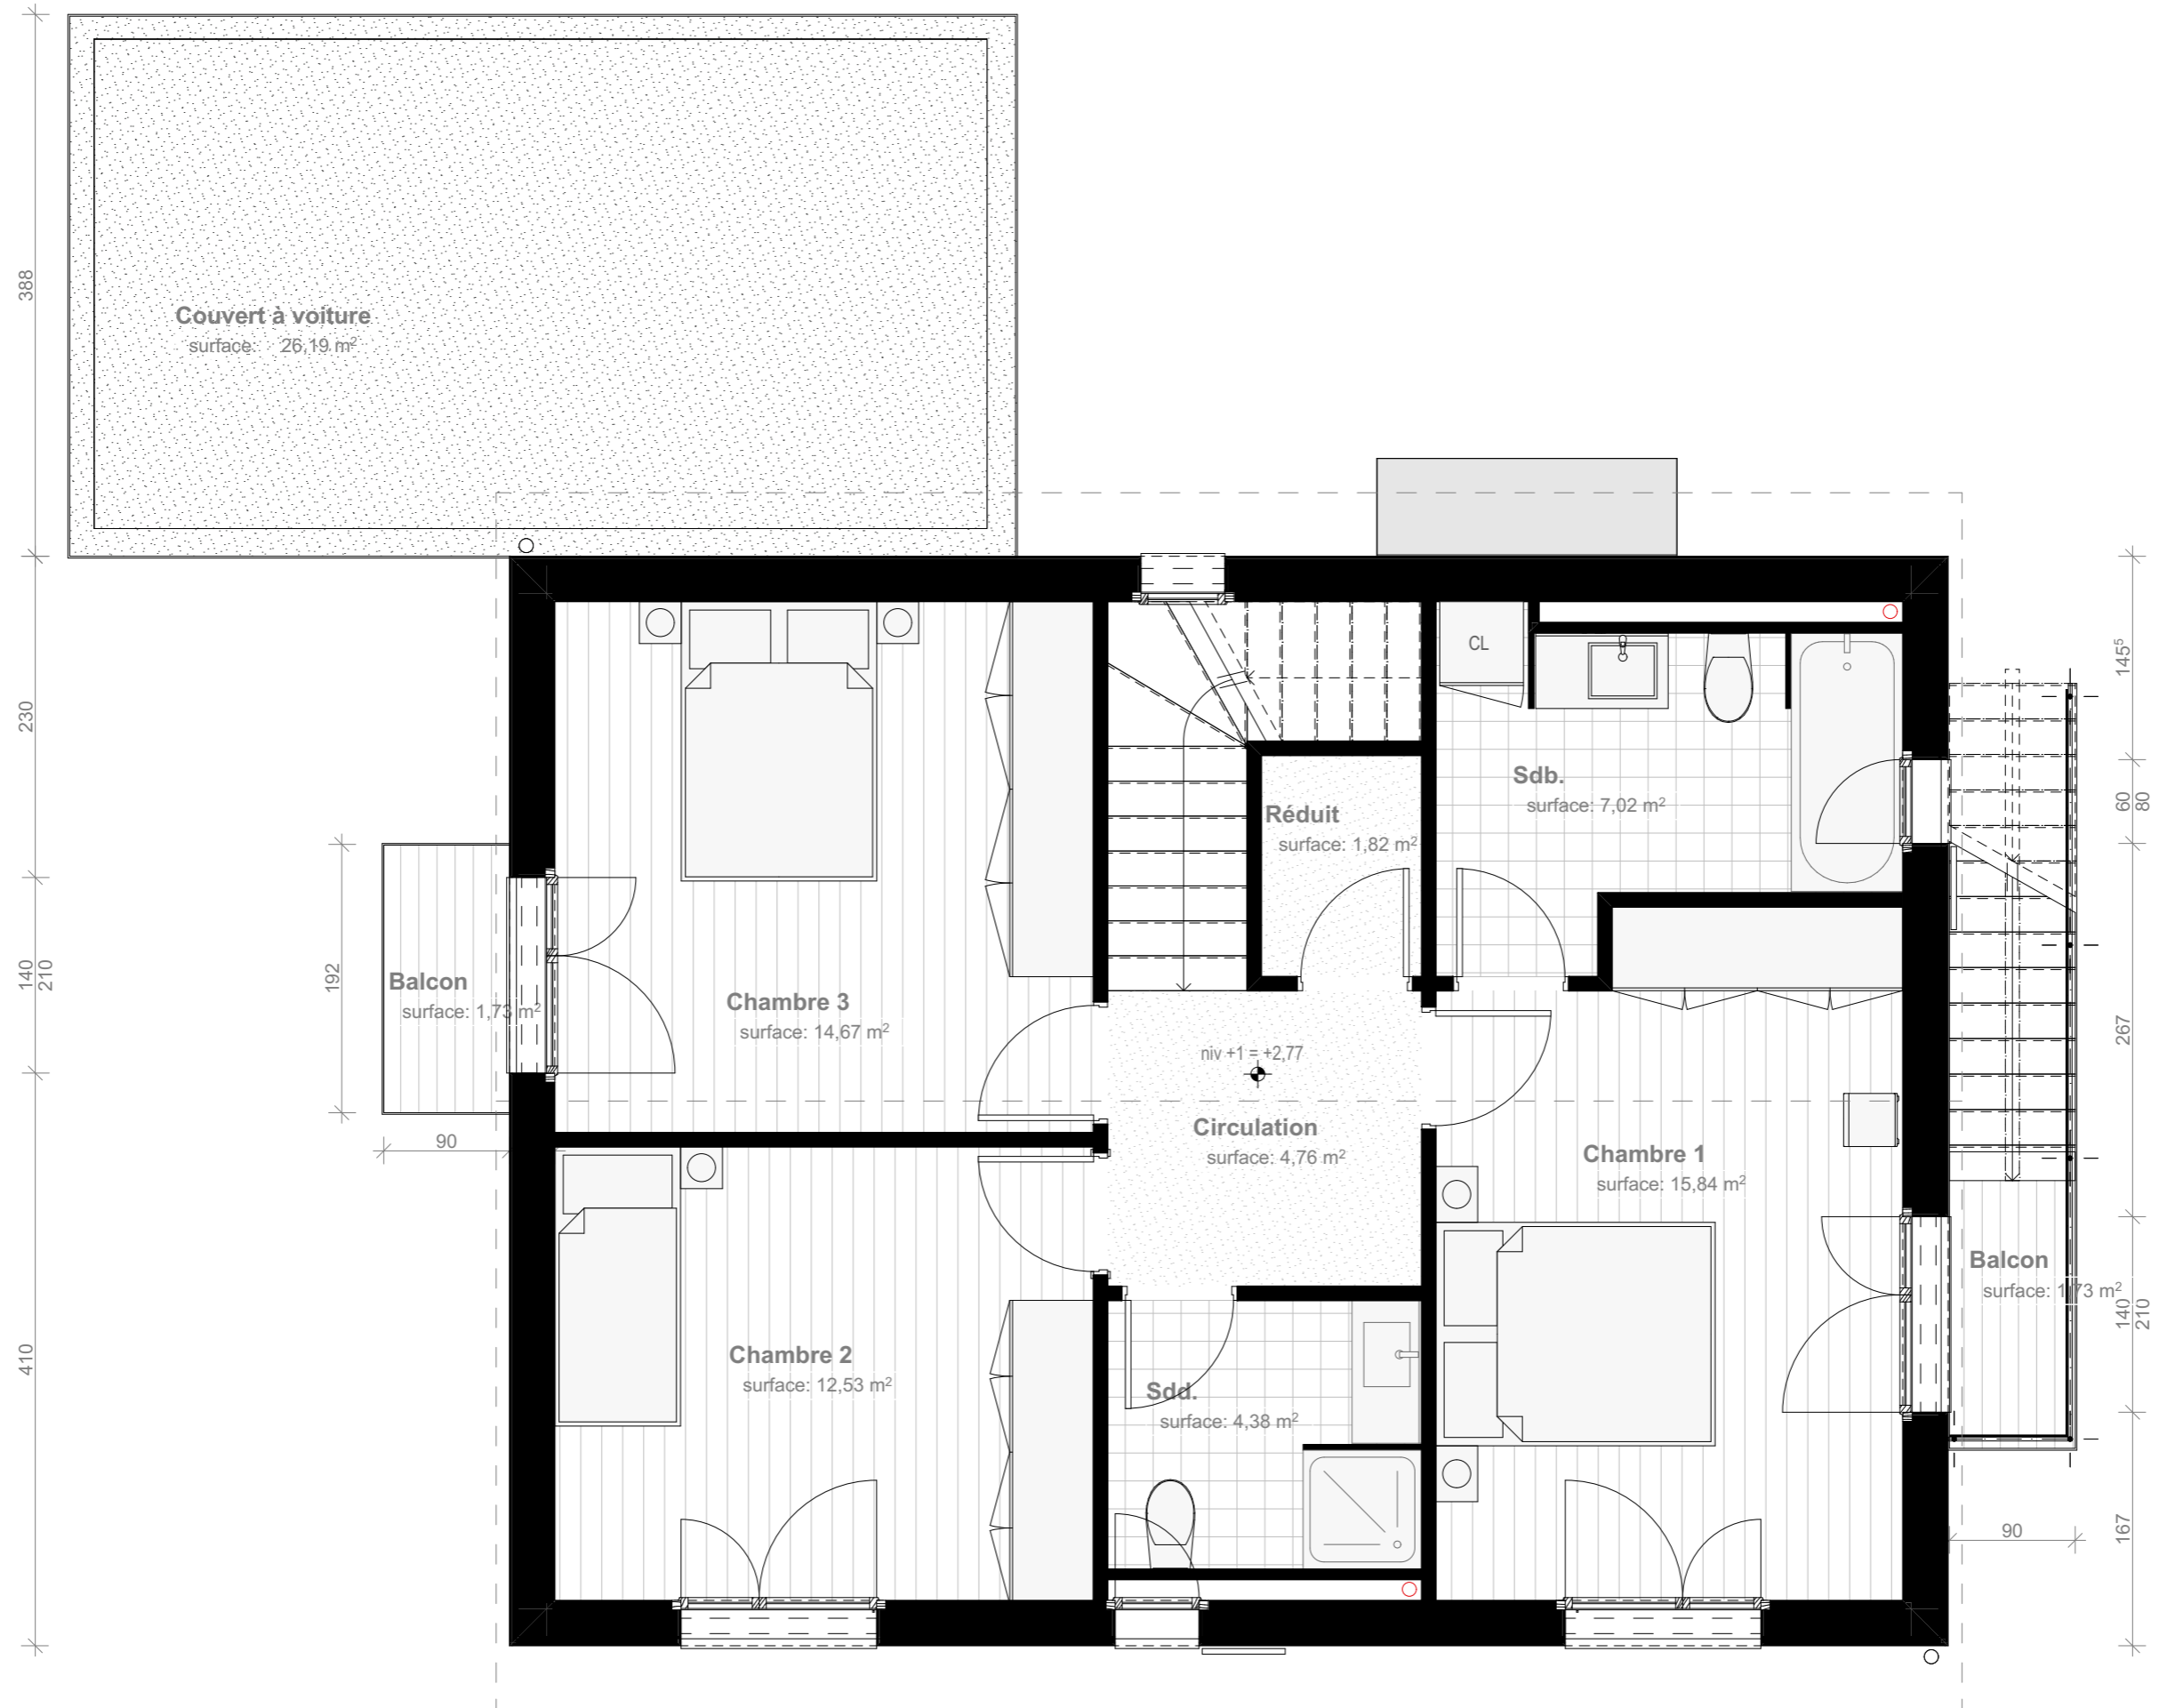 388
Couvert à voiture
surface: 26,19 m²
230
140
210
410
192
90
Balcon
surface: 1,73 m²
Chambre 3
surface: 14,67 m²
Chambre 2
surface: 12,53 m²
CL
Sdb.
surface: 7,02 m²
Réduit
surface: 1,82 m²
niv +1 = +2,77
Circulation
surface: 4,76 m²
Sdd.
surface: 4,38 m²
Chambre 1
surface: 15,84 m²
Balcon
surface: 1,73 m²
90
145⁵
60
80
267
140
210
167